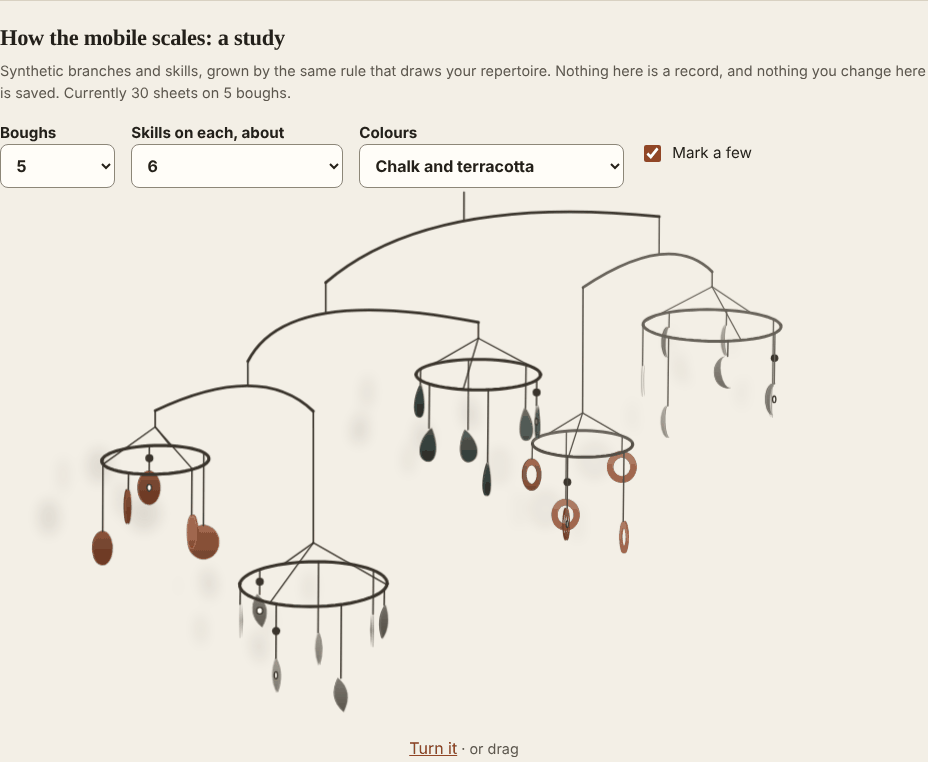 How the mobile scales: a study
Synthetic branches and skills, grown by the same rule that draws your repertoire. Nothing here is a record, and nothing you change here
is saved. Currently 30 sheets on 5 boughs.
Boughs
Skills on each, about
Colours
5
6
Chalk and terracotta
Mark a few
Turn it · or drag